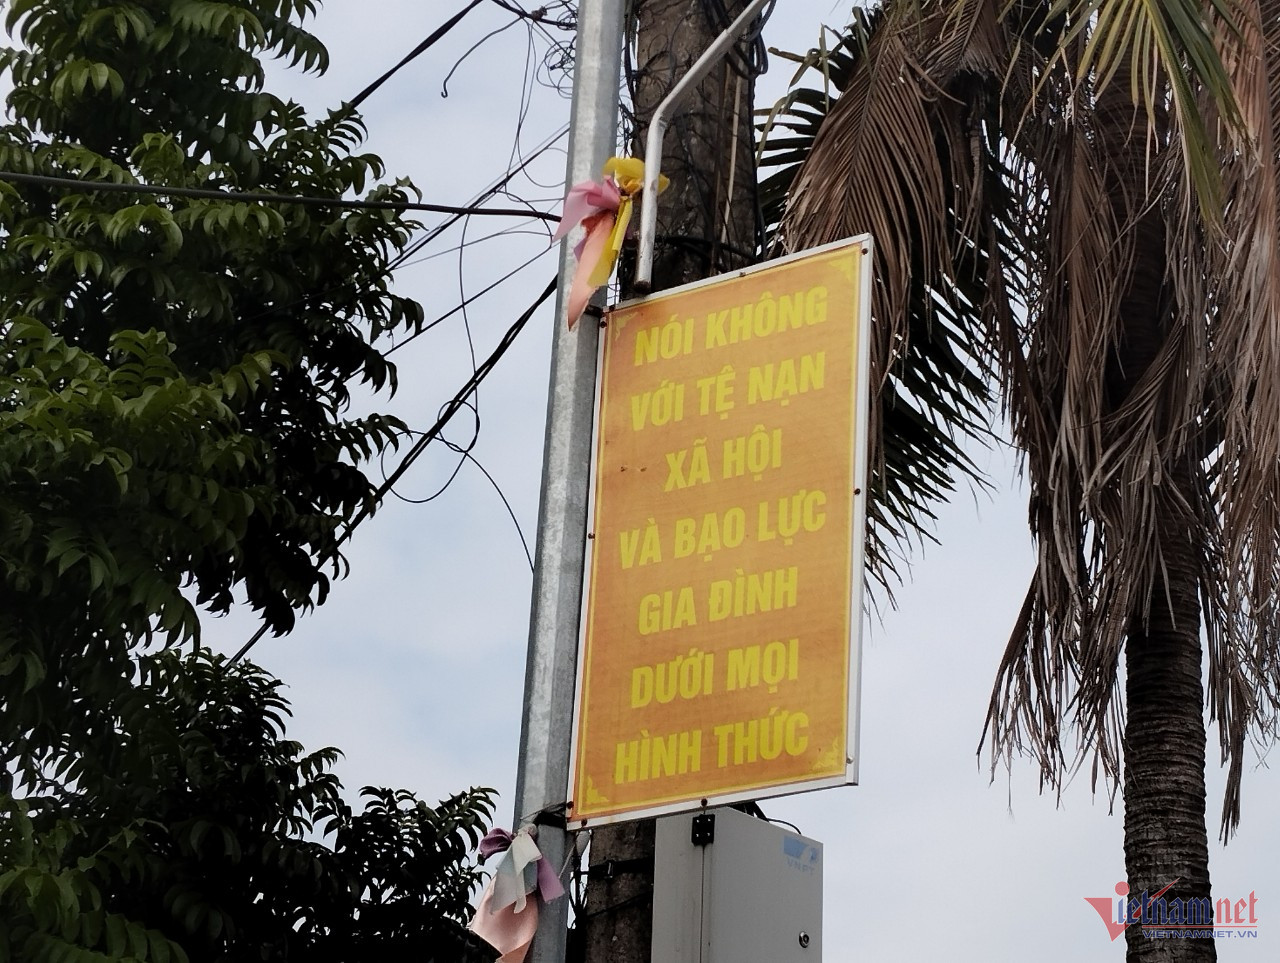 NÓI KHÔNG
VỚI TỆ NẠN
XÃ HỘI
VÀ BẠO LỰC
GIA ĐÌNH
DƯỚI MỌI
HÌNH THỨC
VNPT
vietnamnet
VIETNAMNET.VN